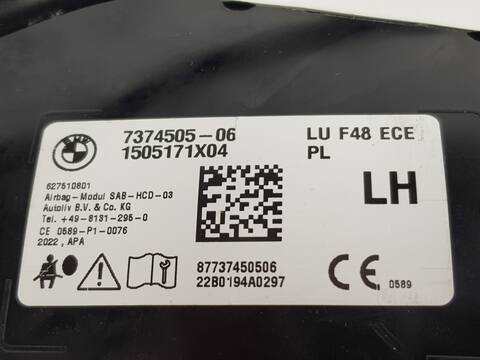 BMW
7374505-06
1505171X04
LU F48 ECE
PL
LH
627510801
Airbag-Modul SAB-HCD-03
Autoliv B.V. & Co. KG
Tel. +49-8131-295-0
CE 0589-P1-0076
2022, APA
87737450506
22B0194A0297
CE 0589